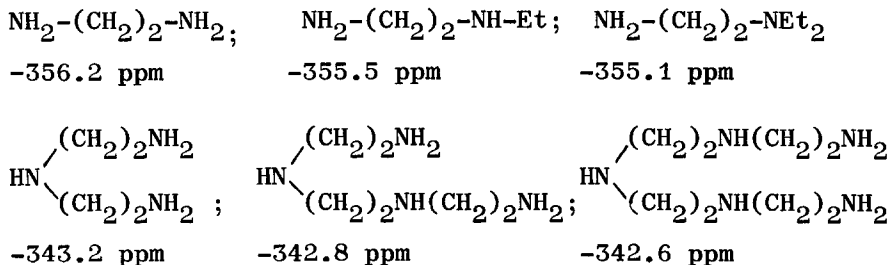 NH2-(CH2)2-NH2; NH2-(CH2)2-NH-Et; NH2-(CH2)2-NEt2
-356.2 ppm -355.5 ppm -355.1 ppm
(CH2)2NH2 (CH2)2NH2 (CH2)2NH(CH2)2NH2
HN HN HN
(CH2)2NH2 ; (CH2)2NH(CH2)2NH2; (CH2)2NH(CH2)2NH2
-343.2 ppm -342.8 ppm -342.6 ppm